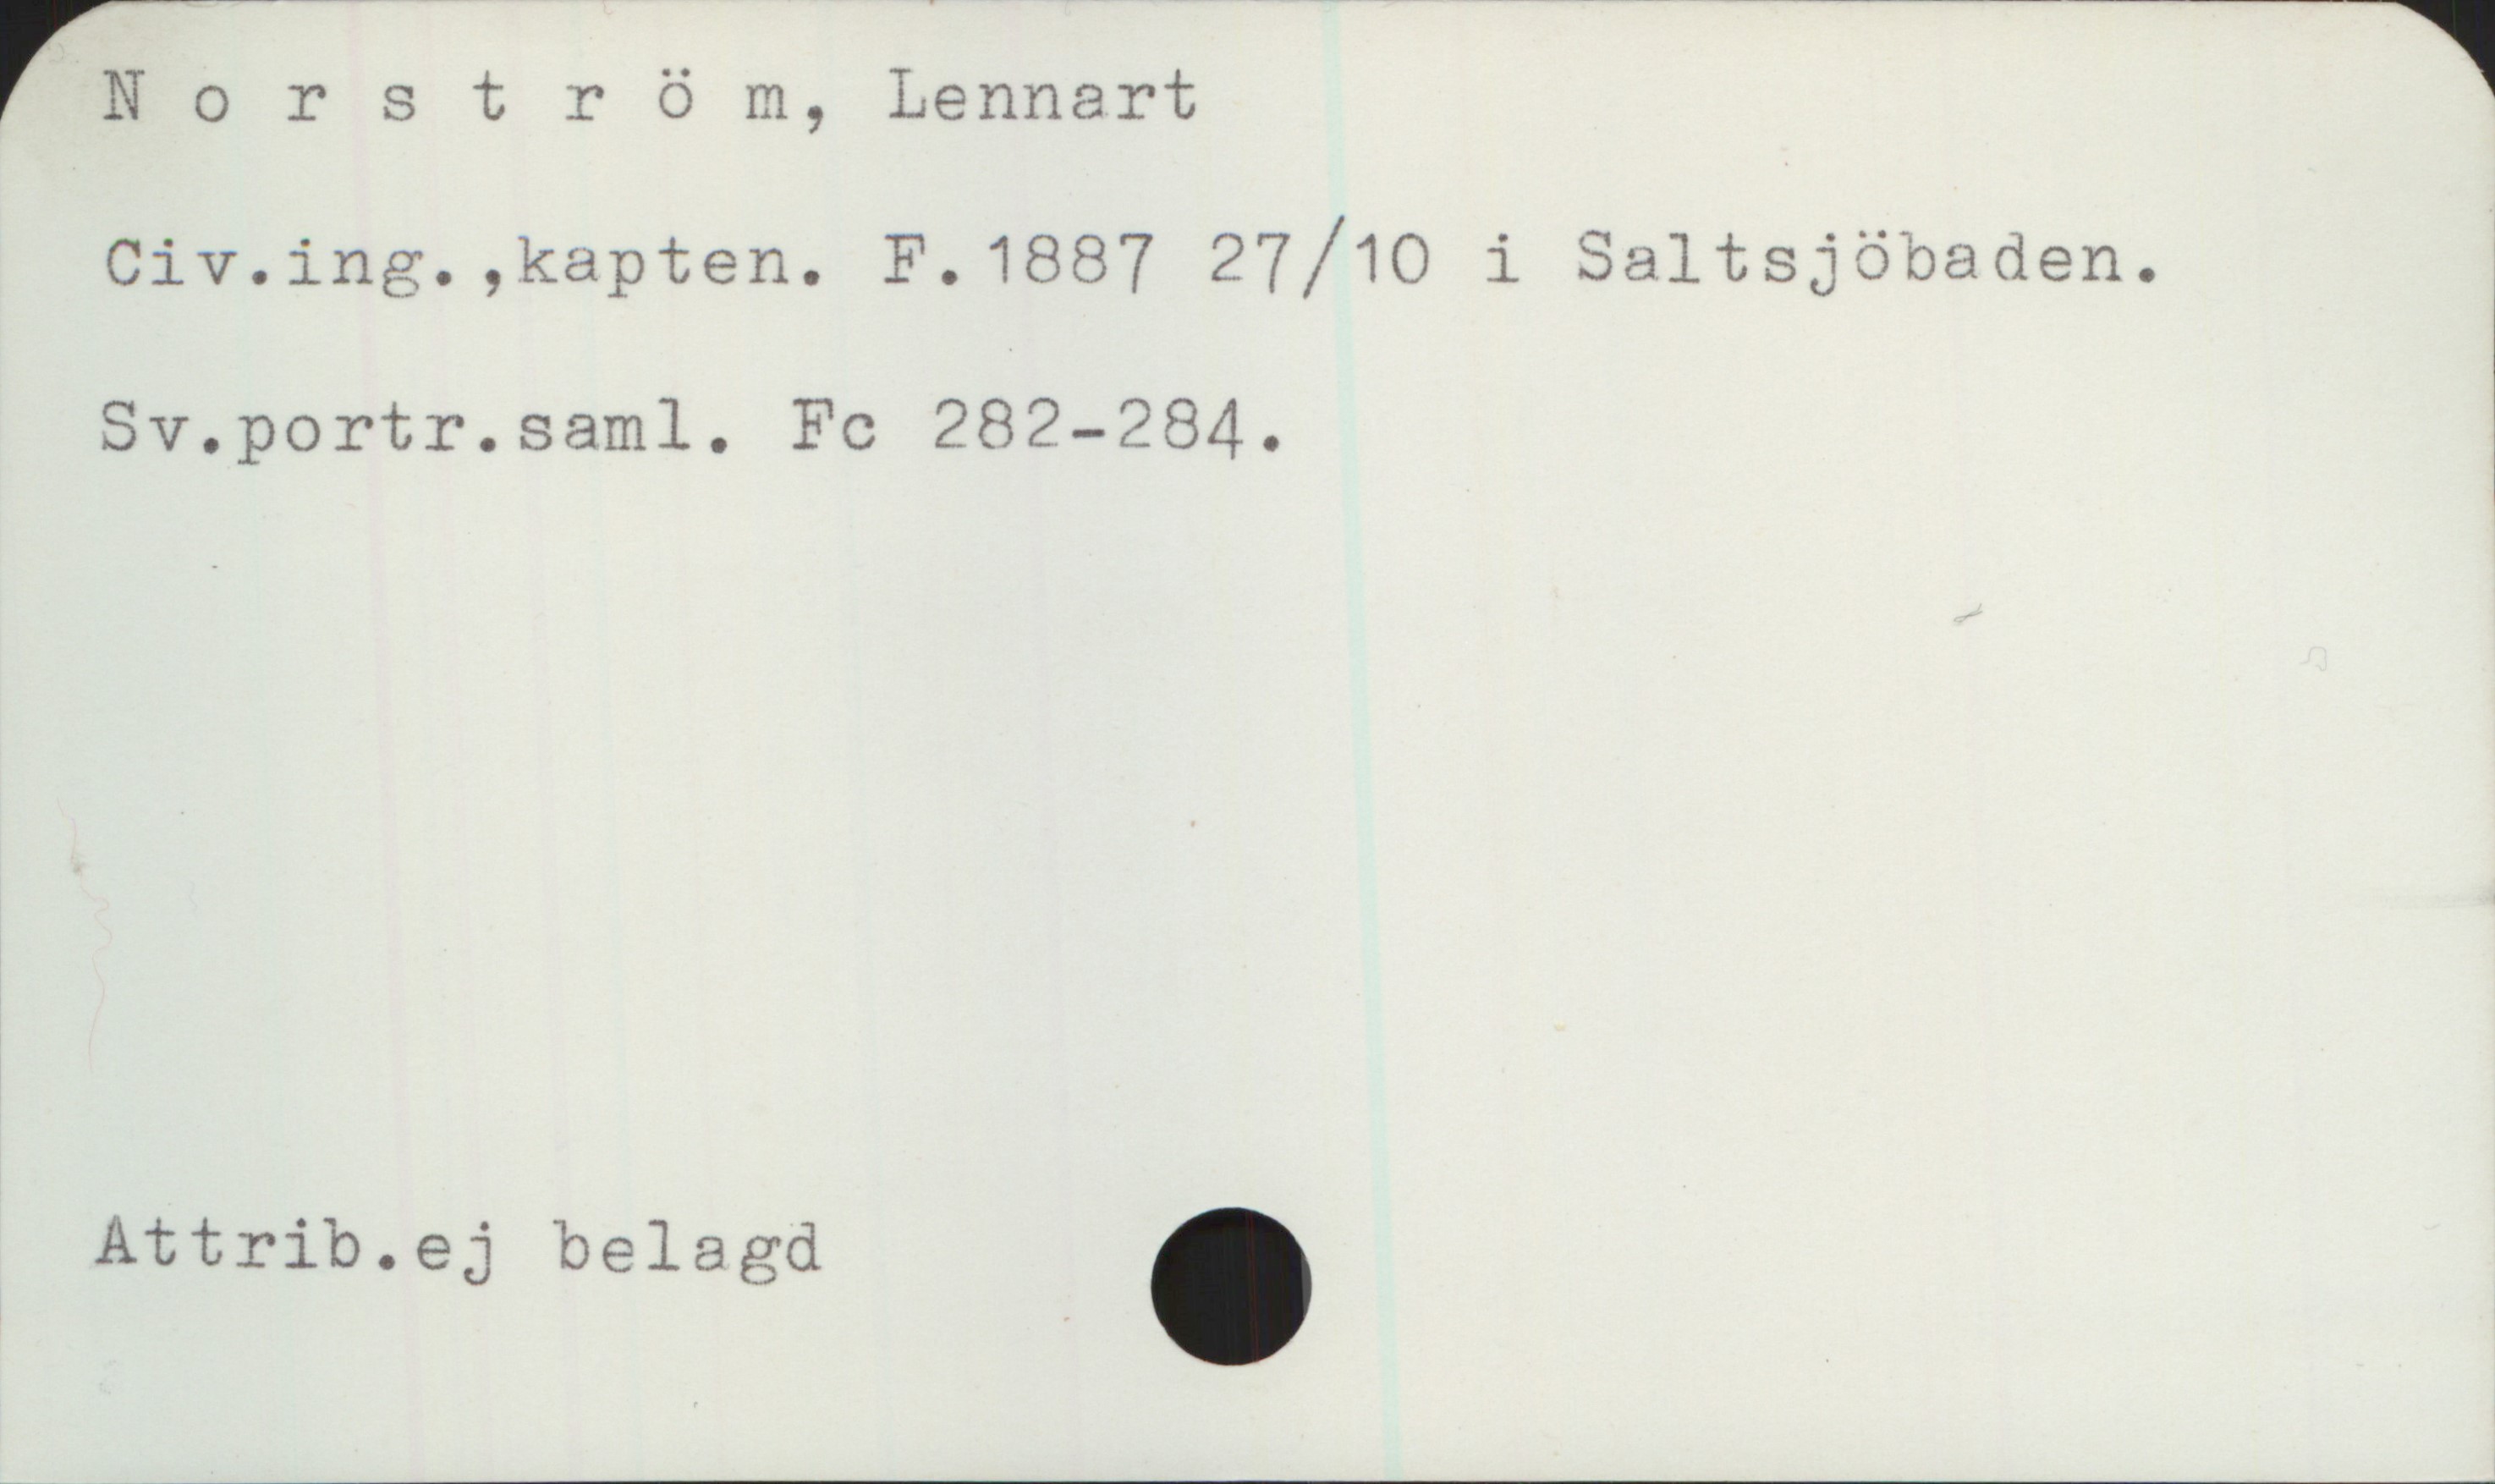 N o r s t r ö m, Lennart
Civ.ing.,kapten. F.1887 27/10 i Saltsjöbaden.
Sv.portr.saml. Fc 282-284.
Attrib.ej belagd